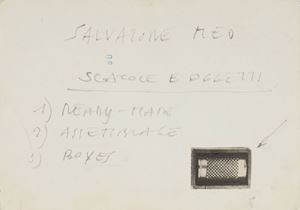 SALVATORE MEO
SCATOLE E OGGETTI
1) READY-MADE
2) ASSEMBLAGE
3) BOXES